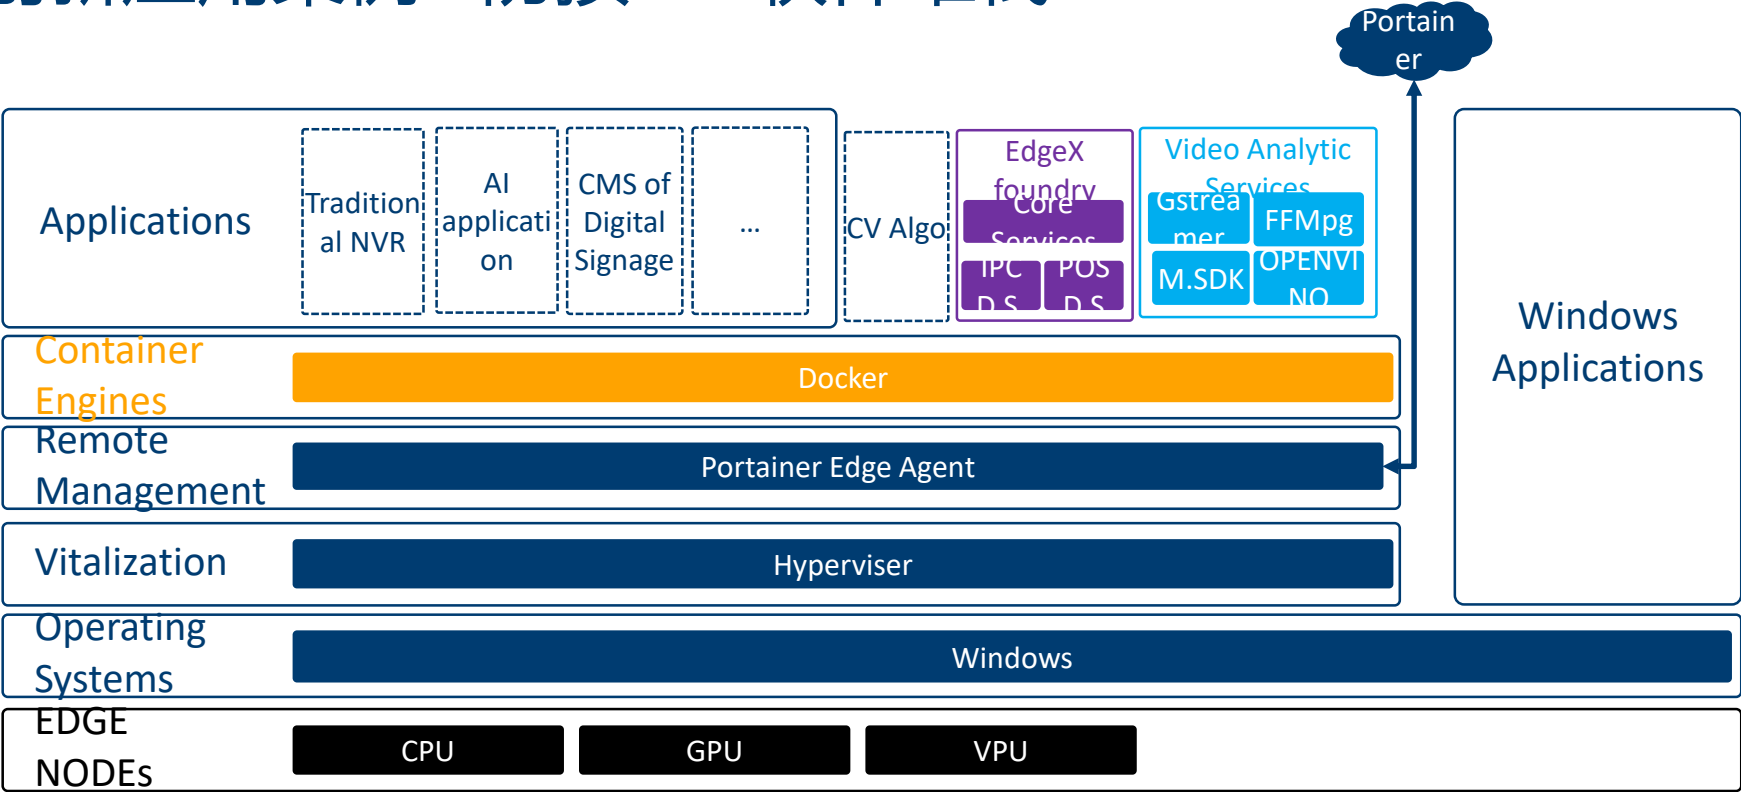 Portain
er
Applications
Tradition
al NVR
AI
applicati
on
CMS of
Digital
Signage
...
CV Algo
EdgeX
foundry
Core
Services
IPC
D.S
POS
D.S
Video Analytic
Services
Gstrea
mer
FFMpg
M.SDK
OPENVI
NO
Windows
Applications
Container
Engines
Docker
Remote
Management
Portainer Edge Agent
Vitalization
Hyperviser
Operating
Systems
Windows
EDGE
NODEs
CPU
GPU
VPU